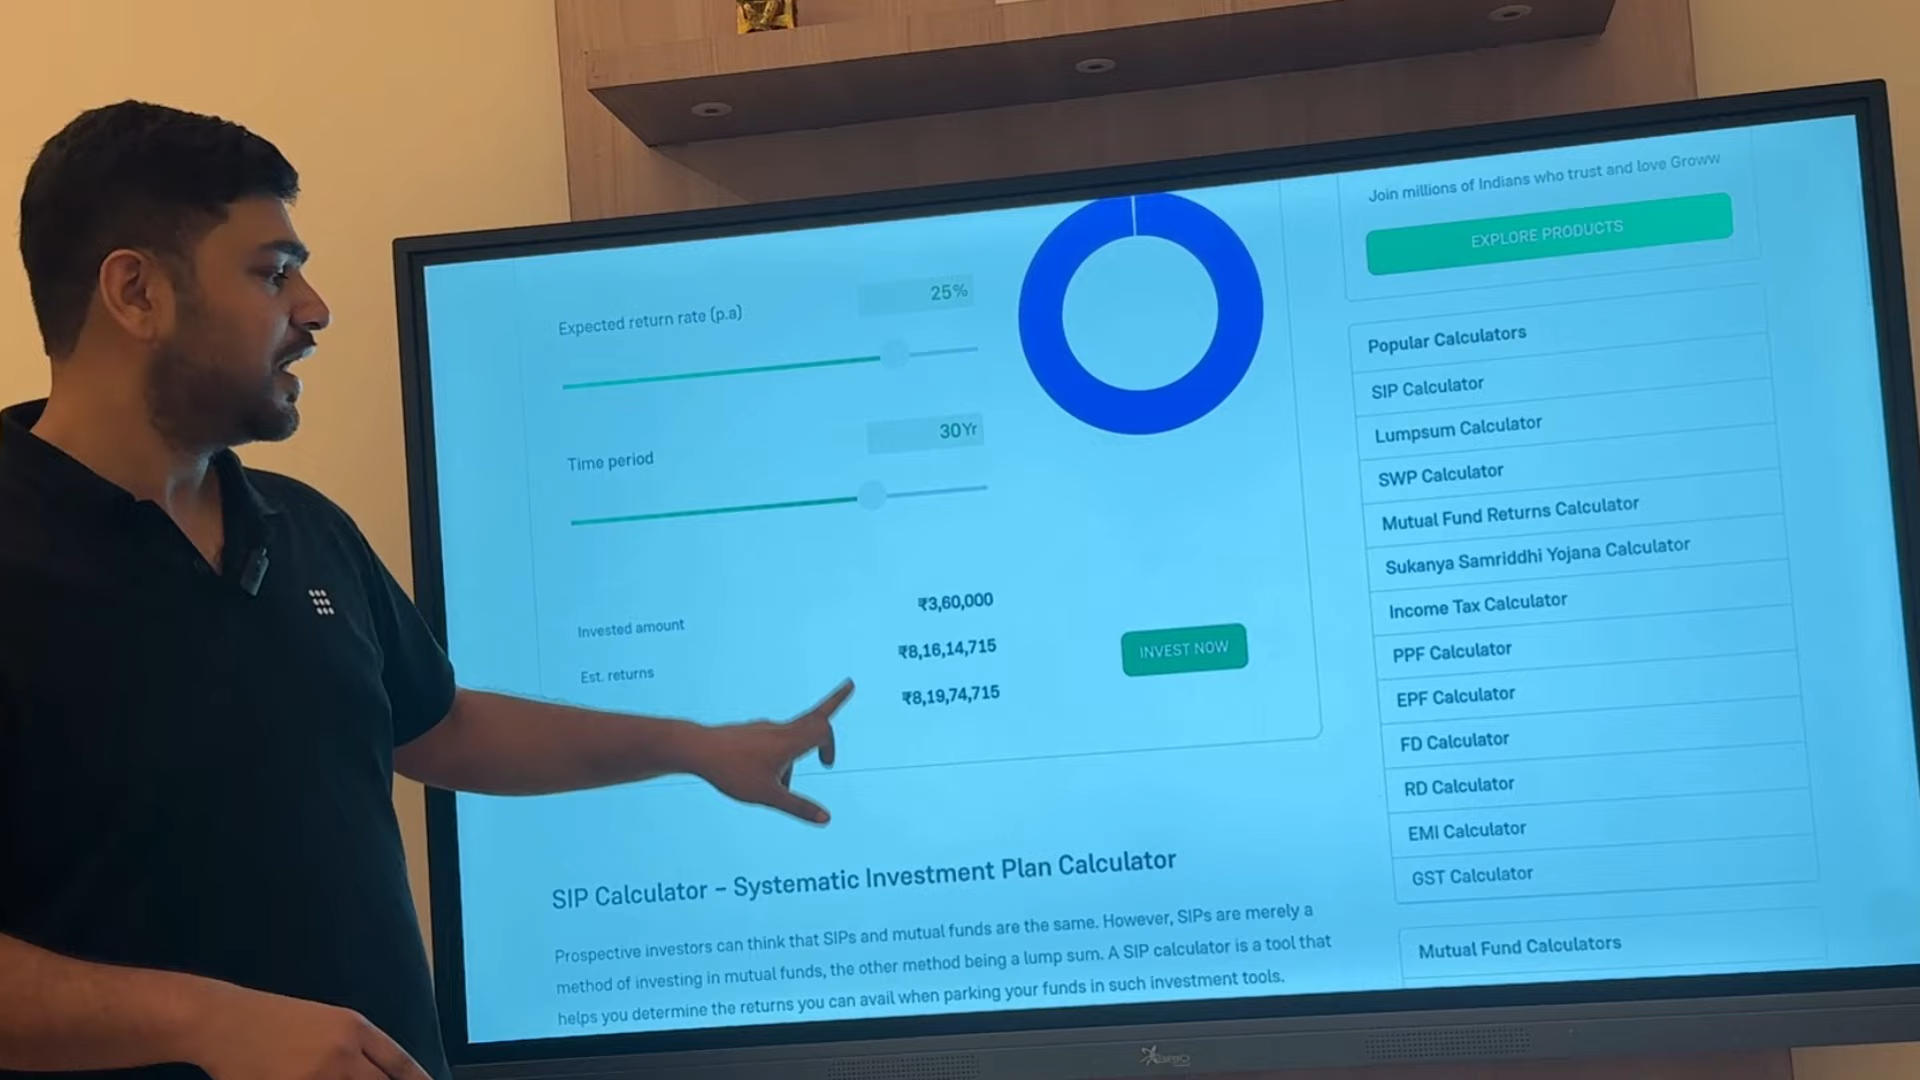 Join millions of Indians who trust and love Groww
EXPLORE PRODUCTS
Expected return rate (p.a)
25%
Time period
30Yr
Invested amount
₹3,60,000
Est. returns
₹8,16,14,715
₹8,19,74,715
INVEST NOW
Popular Calculators
SIP Calculator
Lumpsum Calculator
SWP Calculator
Mutual Fund Returns Calculator
Sukanya Samriddhi Yojana Calculator
Income Tax Calculator
PPF Calculator
EPF Calculator
FD Calculator
RD Calculator
EMI Calculator
GST Calculator
Mutual Fund Calculators
SIP Calculator – Systematic Investment Plan Calculator
Prospective investors can think that SIPs and mutual funds are the same. However, SIPs are merely a
method of investing in mutual funds, the other method being a lump sum. A SIP calculator is a tool that
helps you determine the returns you can avail when parking your funds in such investment tools.